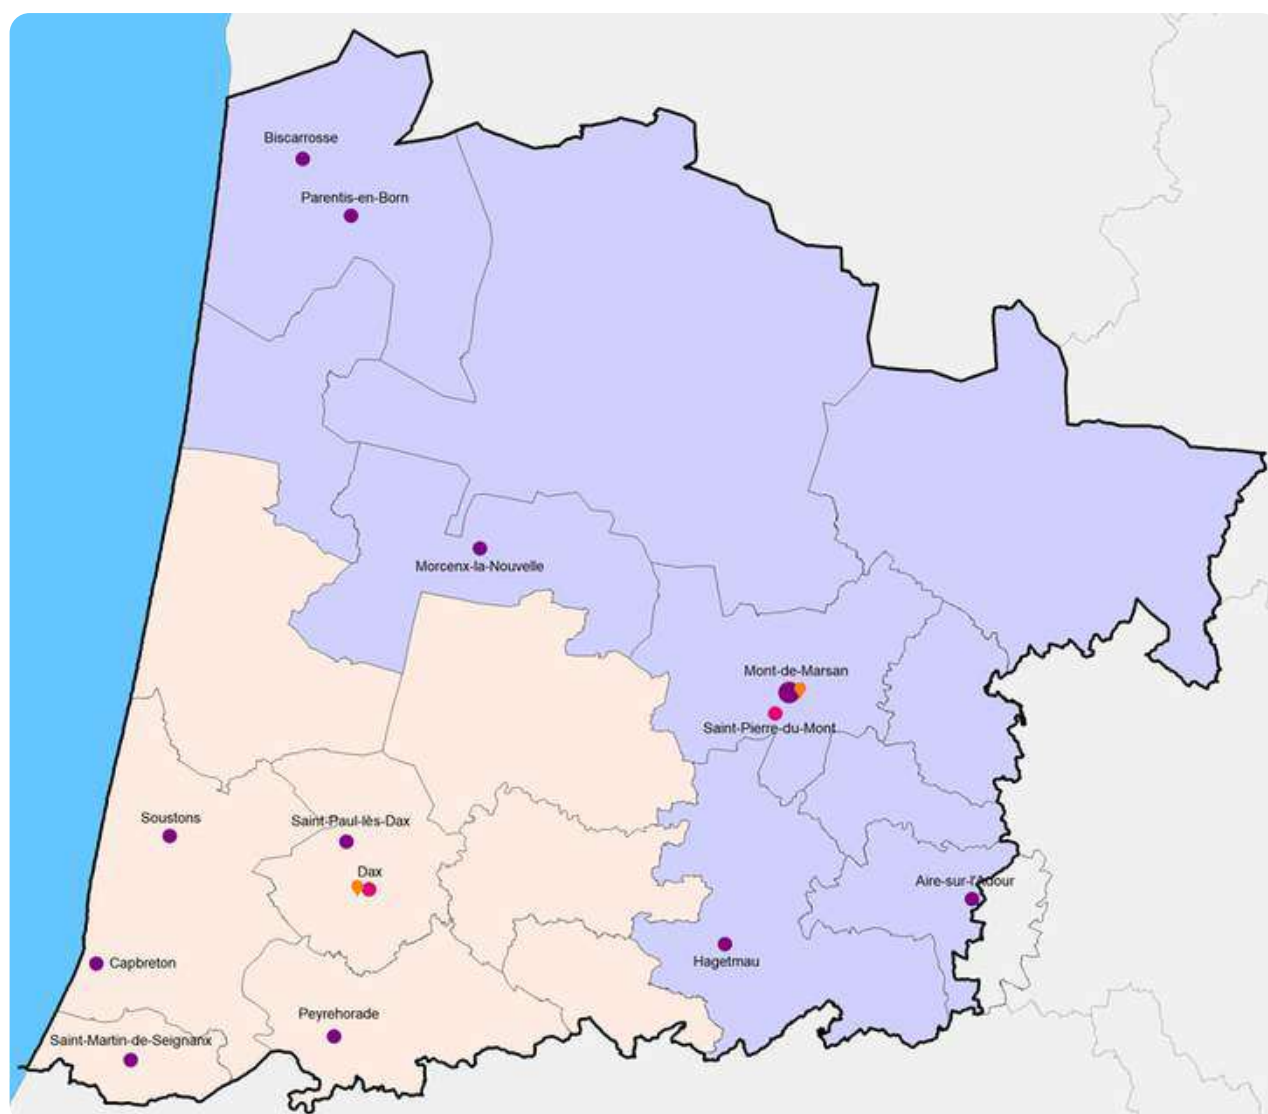 Biscarrosse
Parentis-en-Born
Morcenx-la-Nouvelle
Mont-de-Marsan
Saint-Pierre-du-Mont
Soustons
Saint-Paul-lès-Dax
Dax
Aire-sur-l'Adour
Capbreton
Hagetmau
Peyrehorade
Saint-Martin-de-Seignanx